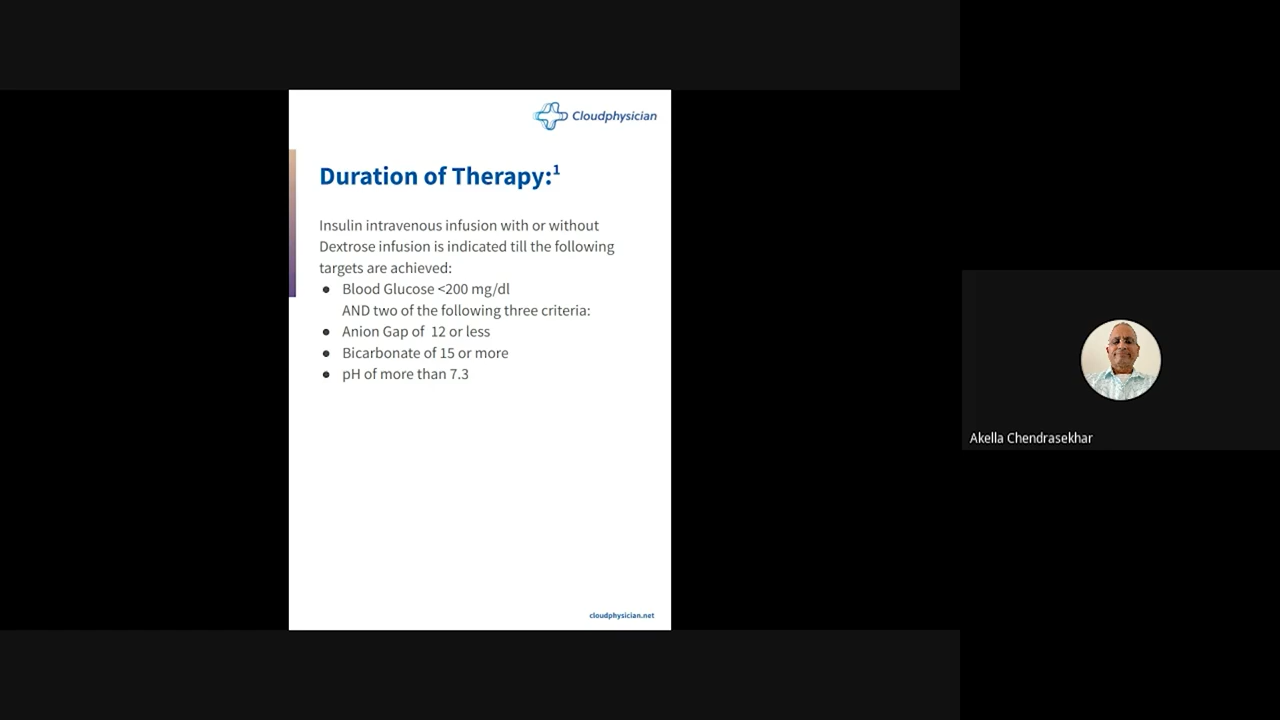 Cloudphysician
Duration of Therapy:¹
Insulin intravenous infusion with or without
Dextrose infusion is indicated till the following
targets are achieved:
● Blood Glucose <200 mg/dl
AND two of the following three criteria:
● Anion Gap of 12 or less
● Bicarbonate of 15 or more
● pH of more than 7.3
cloudphysician.net
Akella Chendrasekhar